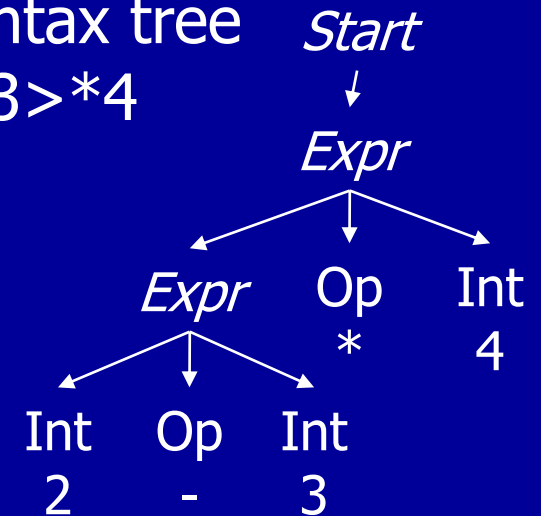 ntax tree
3>*4
Start
Expr
Expr Op Int
* 4
Int Op Int
2 - 3